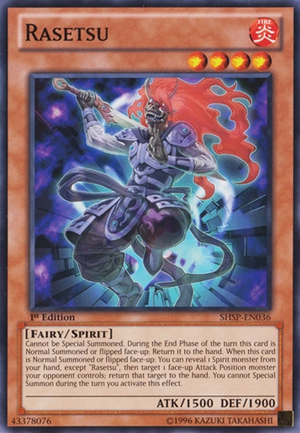 RASETSU
FIRE
炎
1st Edition
SHSP-EN036
[FAIRY/SPIRIT]
Cannot be Special Summoned. During the End Phase of the turn this card is
Normal Summoned or flipped face-up: Return it to the hand. When this card is
Normal Summoned or flipped face-up: You can reveal 1 Spirit monster from
your hand, except "Rasetsu", then target 1 face-up Attack Position monster
your opponent controls; return that target to the hand. You cannot Special
Summon during the turn you activate this effect.
ATK/1500 DEF/1900
43378076
©1996 KAZUKI TAKAHASHI